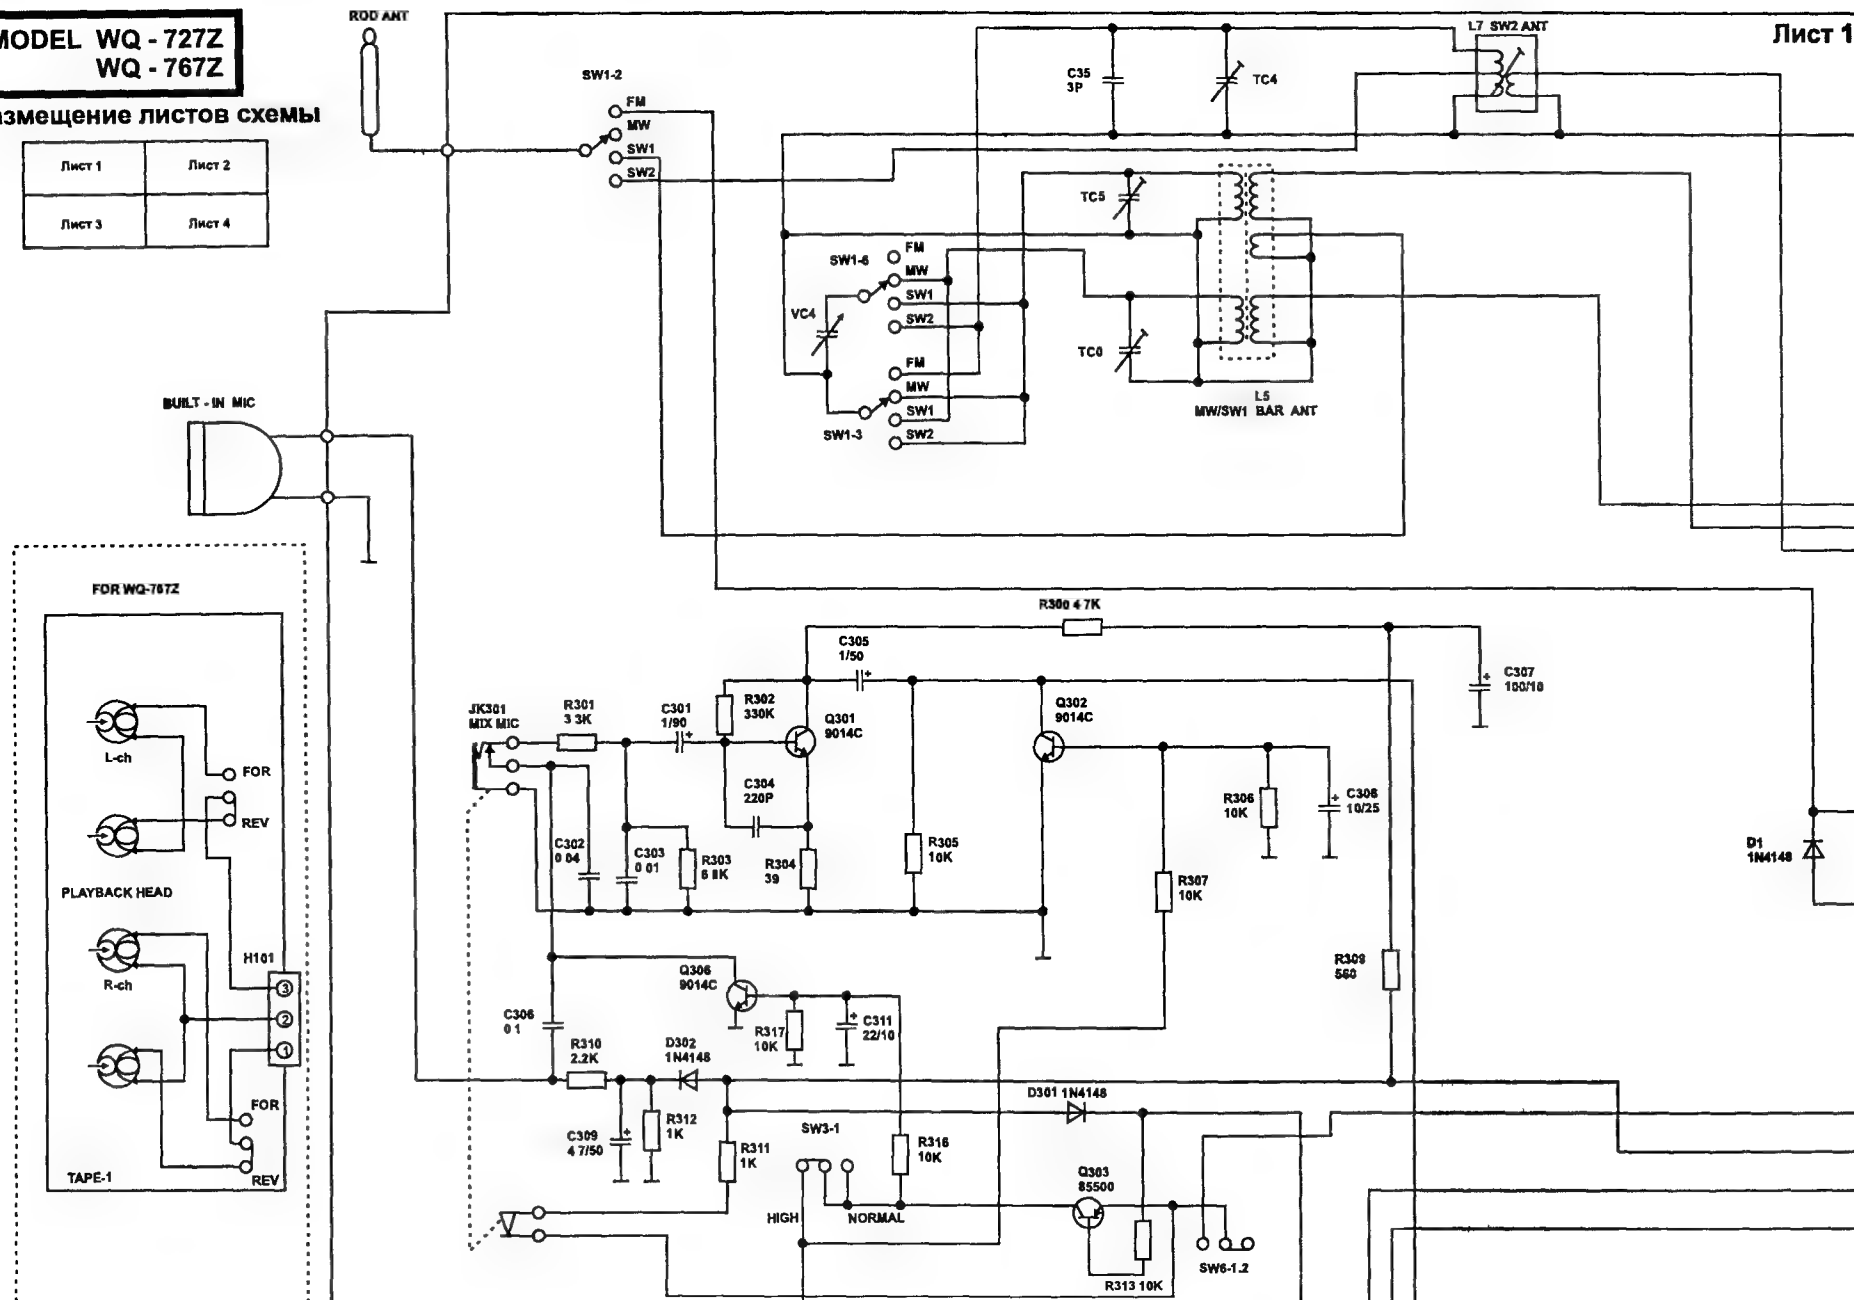 MODEL WQ - 727Z
WQ - 767Z
азмещение листов схемы
Лист 1
Лист 2
Лист 3
Лист 4
ROD ANT
SW1-2
FM
MW
SW1
SW2
C35
3P
TC4
L7 SW2 ANT
Лист 1
TC5
SW1-6
FM
MW
SW1
SW2
VC4
FM
MW
SW1
SW2
SW1-3
TC0
L5
MW/SW1 BAR ANT
BUILT - IN MIC
FOR WQ-767Z
L-ch
FOR
REV
PLAYBACK HEAD
R-ch
H101
3
2
1
FOR
REV
TAPE-1
R300 4 7K
C305
1/50
C307
100/10
JK301
MIX MIC
R301
3 3K
C301
1/90
R302
330K
Q301
9014C
Q302
9014C
C304
220P
C302
0 04
C303
0 01
R303
6 8K
R304
39
R305
10K
R306
10K
C308
10/25
R307
10K
D1
1N4148
R309
560
Q306
9014C
C306
0 1
R317
10K
C311
22/10
R310
2.2K
D302
1N4148
D301 1N4148
C309
4 7/50
R312
1K
R311
1K
SW3-1
R316
10K
HIGH
NORMAL
Q303
85500
R313 10K
SW6-1.2